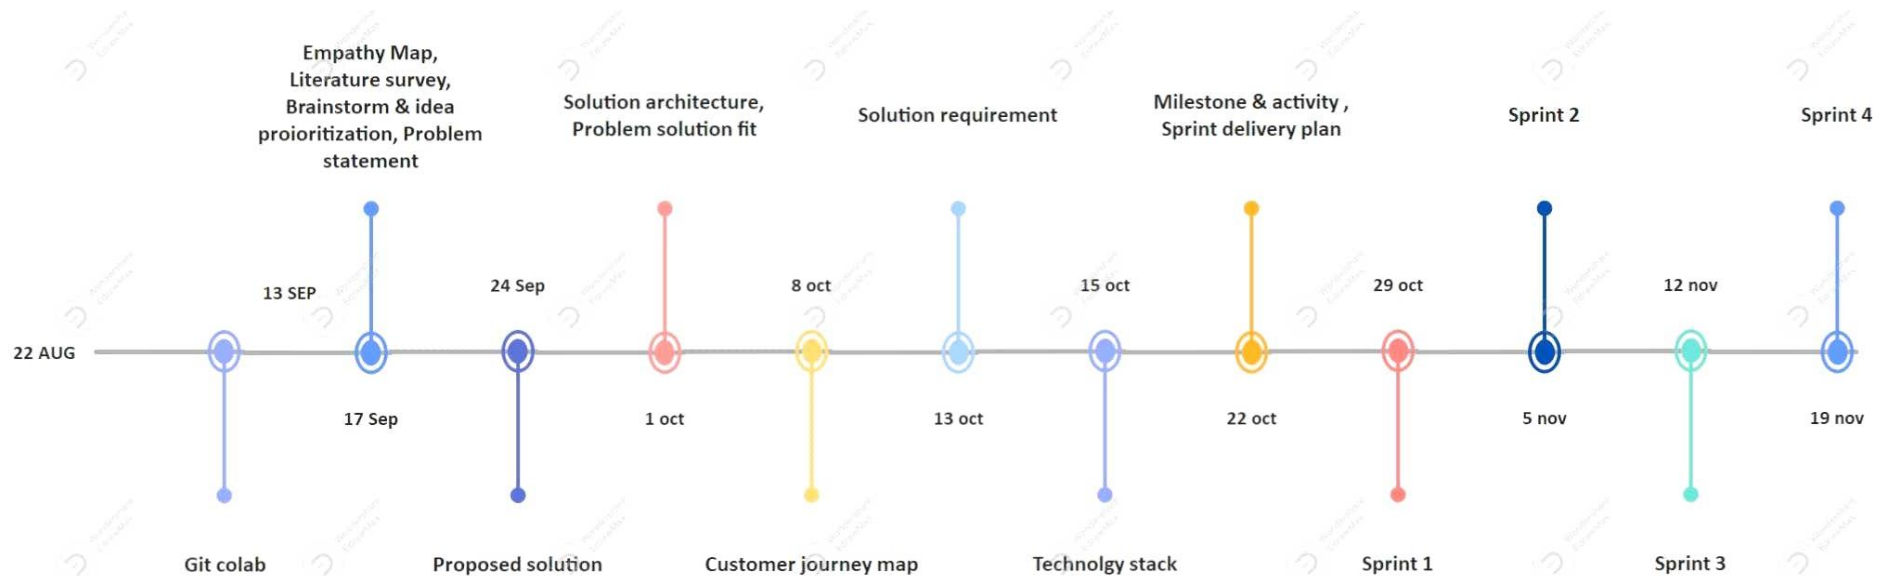 Empathy Map,
Literature survey,
Brainstorm & idea
proioritization, Problem
statement
Solution architecture,
Problem solution fit
Solution requirement
Milestone & activity ,
Sprint delivery plan
Sprint 2
Sprint 4
13 SEP
24 Sep
8 oct
15 oct
29 oct
12 nov
22 AUG
17 Sep
1 oct
13 oct
22 oct
5 nov
19 nov
Git colab
Proposed solution
Customer journey map
Technolgy stack
Sprint 1
Sprint 3